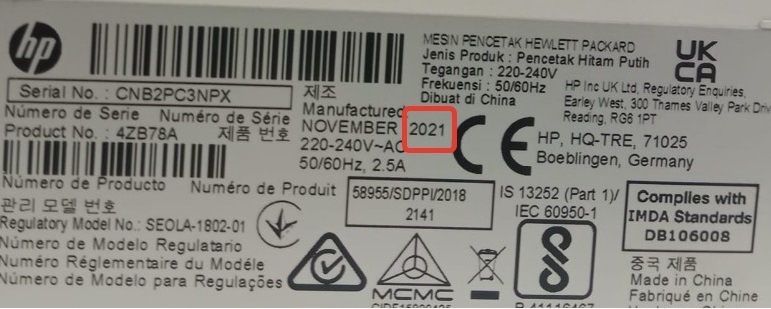 hp
Serial No. : CNB2PC3NPX
Número de Serie Numéro de Série
Product No. : 4ZB78A 제품 번호
Número de Producto Numéro de Produit
관리 모델 번호
Regulatory Model No.: SEOLA-1802-01
Número de Modelo Regulatario
Numéro Réglementaire du Modéle
Número de Modelo para Regulações
제조
Manufactured
NOVEMBER 2021
220-240V~AC
50/60Hz, 2.5A
MESIN PENCETAK HEWLETT PACKARD
Jenis Produk : Pencetak Hitam Putih
Tegangan : 220-240V
Frekuensi : 50/60Hz
Dibuat di China
UK
CA
HP Inc UK Ltd, Regulatory Enquiries,
Earley West, 300 Thames Valley Park Driv
Reading, RG6 1PT
CE
HP, HQ-TRE, 71025
Boeblingen, Germany
58955/SDPPI/2018
2141
IS 13252 (Part 1)/
IEC 60950-1
Complies with
IMDA Standards
DB106008
MCMC
중국 제품
Made in China
Fabriqué en Chine
Fabricado na China